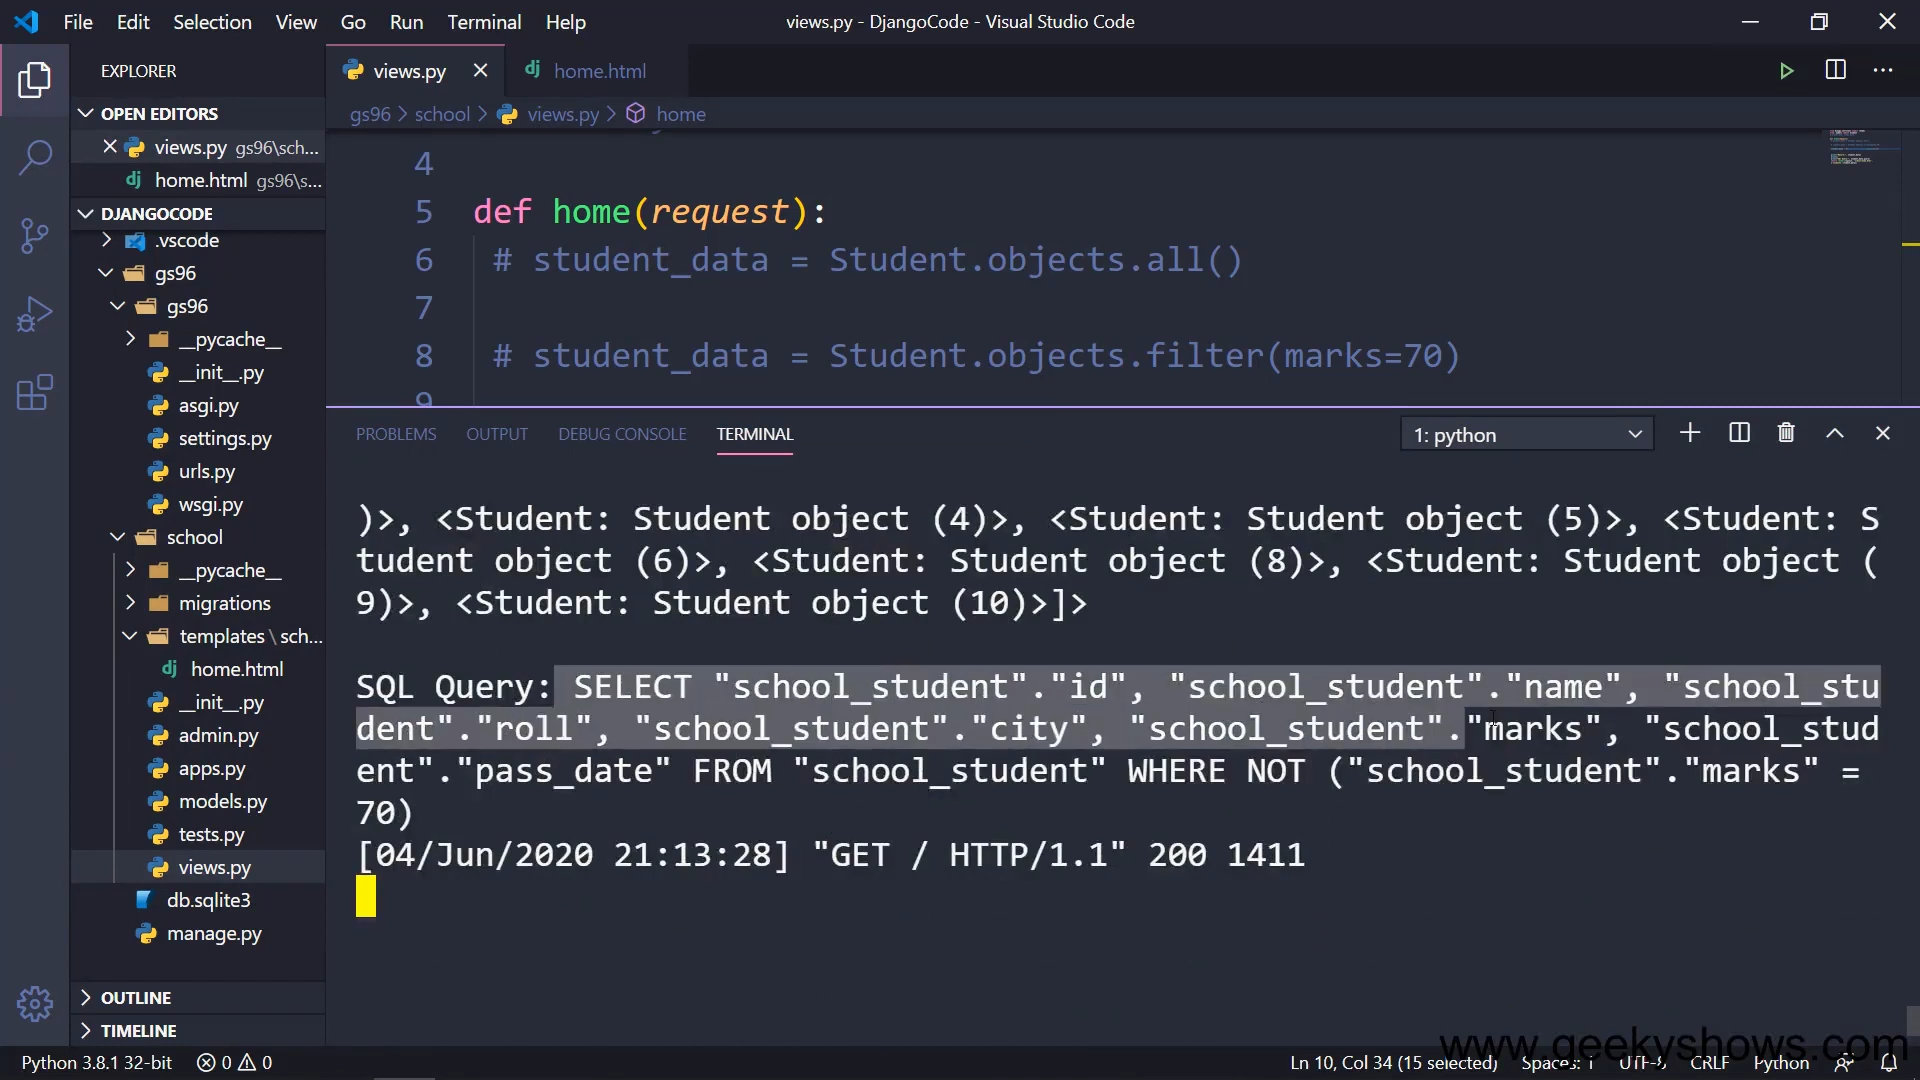 File Edit Selection View Go Run Terminal Help
views.py - DjangoCode - Visual Studio Code
EXPLORER
OPEN EDITORS
views.py gs96\sch...
home.html gs96\s...
DJANGOCODE
.vscode
gs96
gs96
__pycache__
__init__.py
asgi.py
settings.py
urls.py
wsgi.py
school
__pycache__
migrations
templates\sch...
home.html
__init__.py
admin.py
apps.py
models.py
tests.py
views.py
db.sqlite3
manage.py
OUTLINE
TIMELINE
views.py
home.html
gs96 > school > views.py > home
4
5 def home(request):
6 # student_data = Student.objects.all()
7
8 # student_data = Student.objects.filter(marks=70)
9
PROBLEMS OUTPUT DEBUG CONSOLE TERMINAL
1: python
)>, <Student: Student object (4)>, <Student: Student object (5)>, <Student: S
tudent object (6)>, <Student: Student object (8)>, <Student: Student object (
9)>, <Student: Student object (10)>]>
SQL Query: SELECT "school_student"."id", "school_student"."name", "school_stu
dent"."roll", "school_student"."city", "school_student"."marks", "school_stud
ent"."pass_date" FROM "school_student" WHERE NOT ("school_student"."marks" =
70)
[04/Jun/2020 21:13:28] "GET / HTTP/1.1" 200 1411
www.geekyshows.com
Python 3.8.1 32-bit 0 0
Ln 10, Col 34 (15 selected) Spaces: 1 UTF-8 CRLF Python